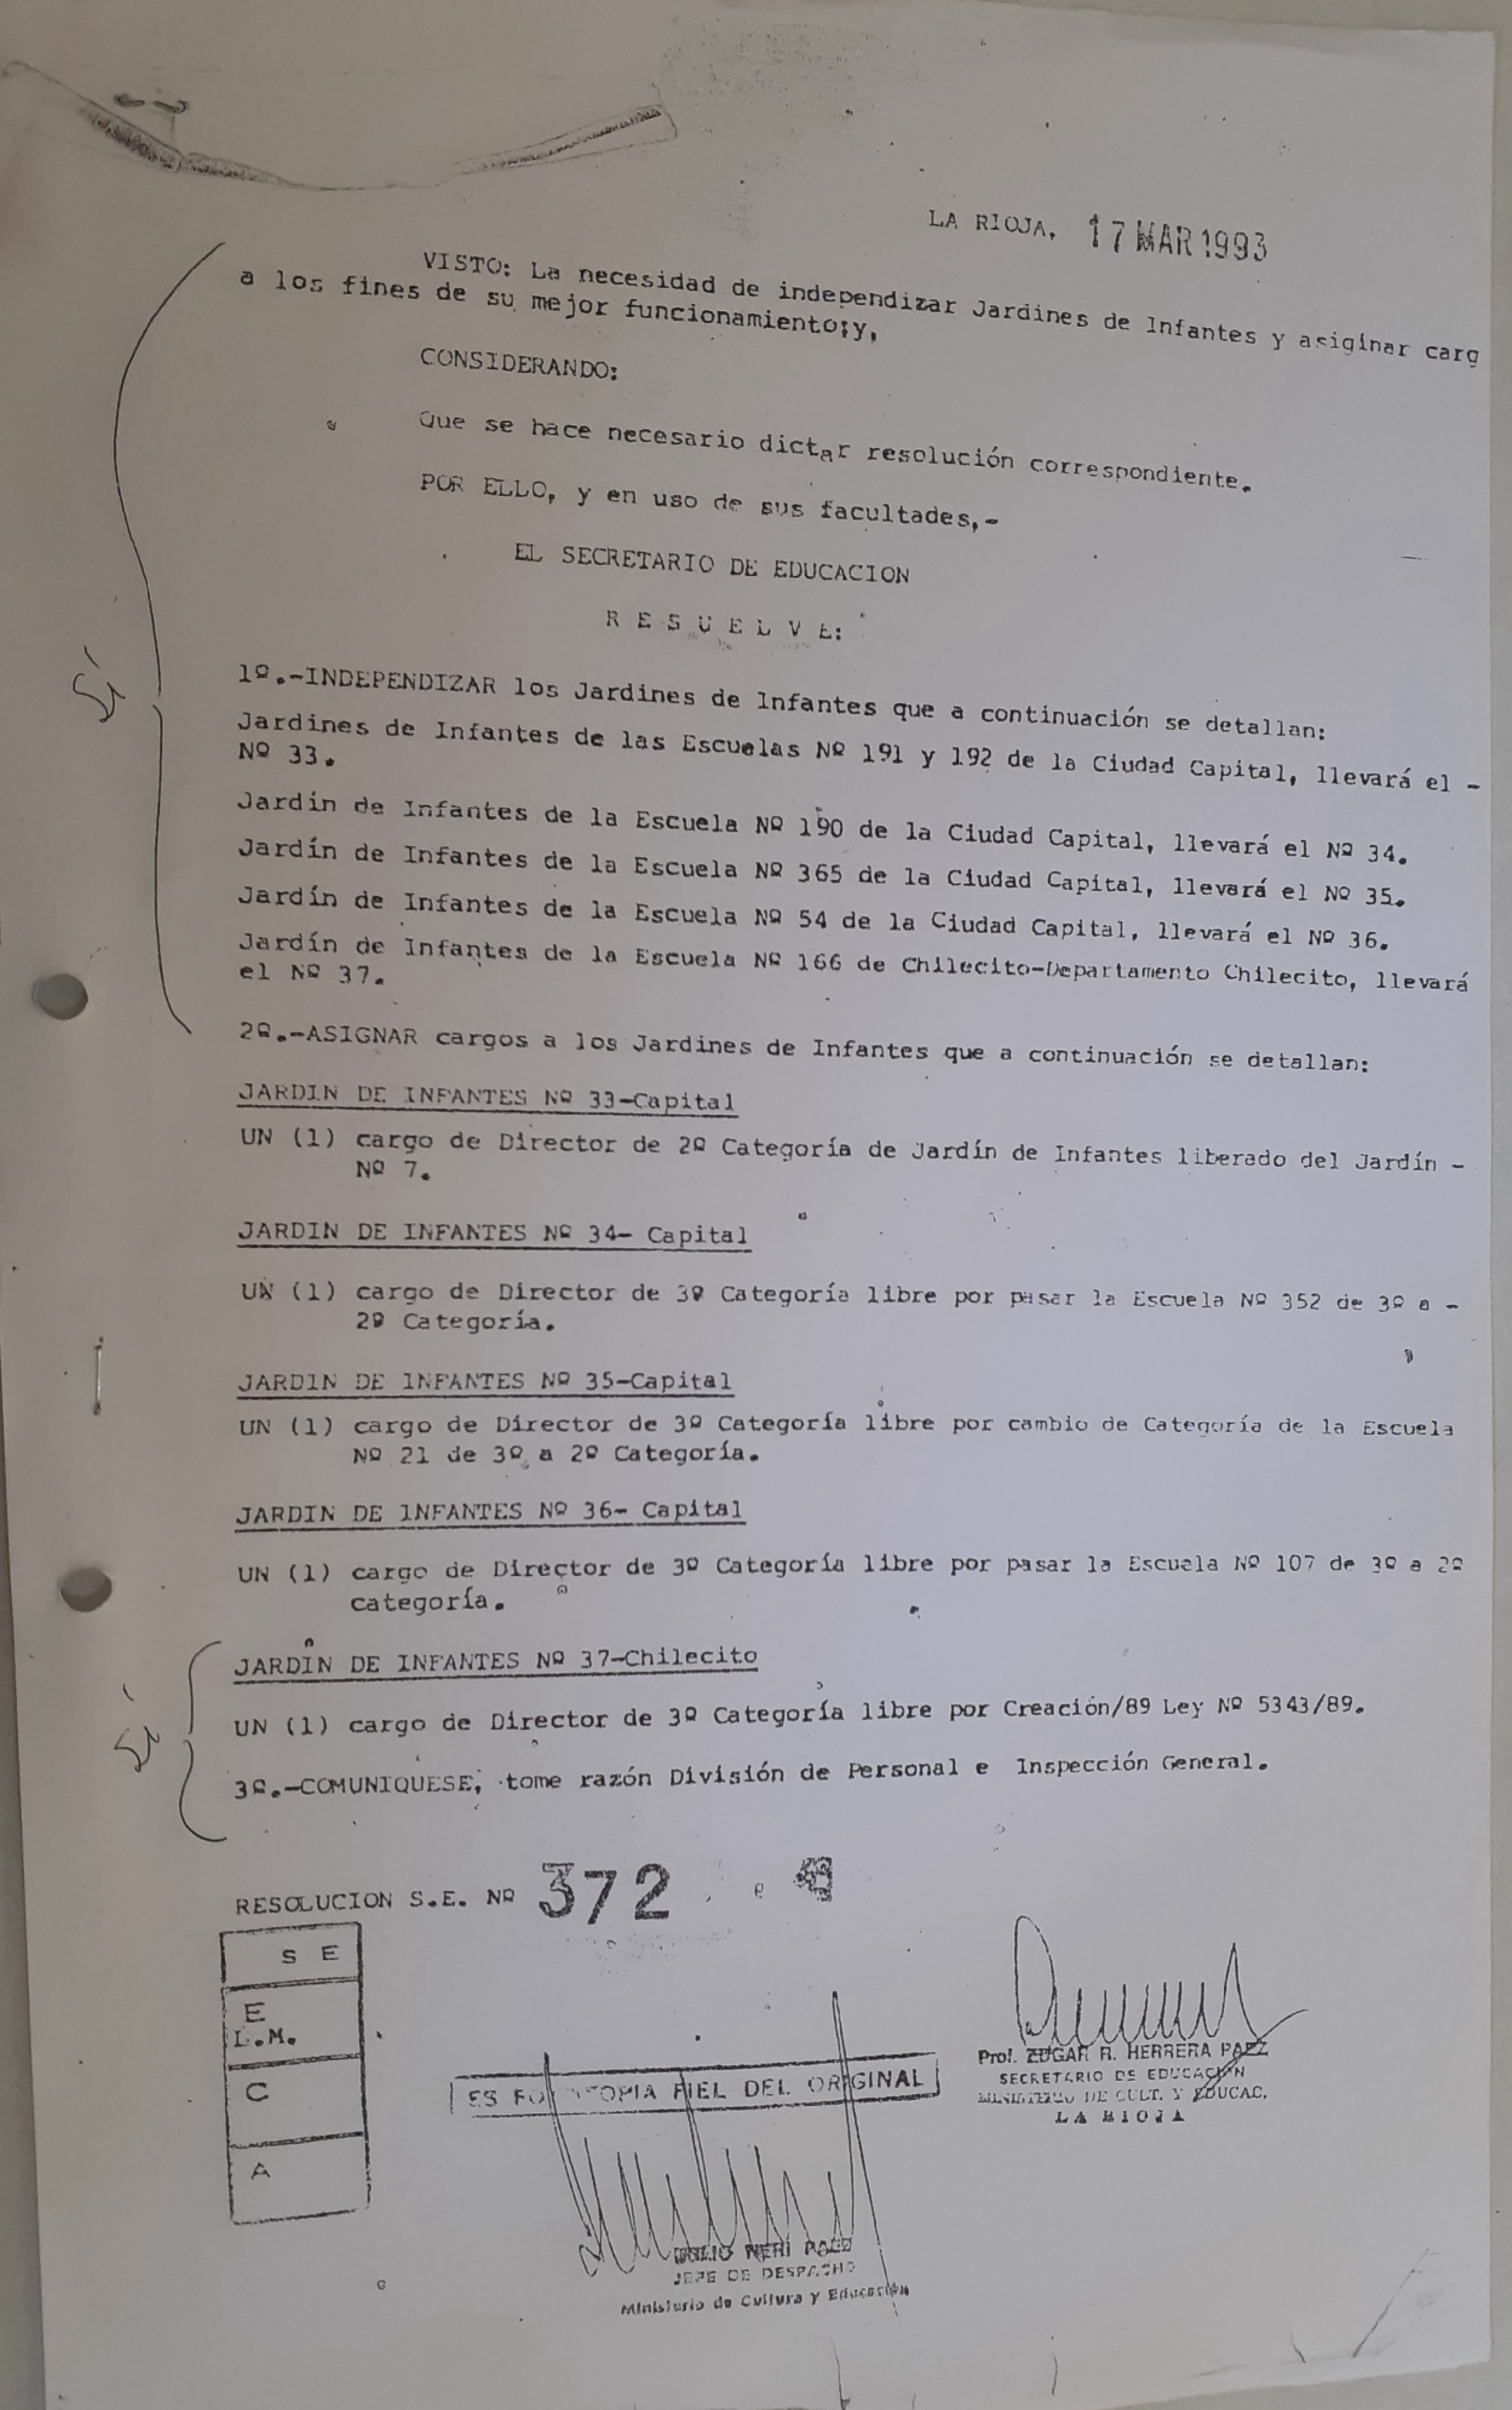 LA RIOJA, 17 MAR 1993
VISTO: La necesidad de independizar Jardines de Infantes y asiginar carg
a los fines de su mejor funcionamiento;y,
CONSIDERANDO:
Que se hace necesario dictar resolución correspondiente.
POR ELLO, y en uso de sus facultades,-
EL SECRETARIO DE EDUCACION
R E S U E L V E:
Sí
1º.-INDEPENDIZAR los Jardines de Infantes que a continuación se detallan:
Jardines de Infantes de las Escuelas Nº 191 y 192 de la Ciudad Capital, llevará el -
Nº 33.
Jardín de Infantes de la Escuela Nº 190 de la Ciudad Capital, llevará el Nº 34.
Jardín de Infantes de la Escuela Nº 365 de la Ciudad Capital, llevará el Nº 35.
Jardín de Infantes de la Escuela Nº 54 de la Ciudad Capital, llevará el Nº 36.
Jardín de Infantes de la Escuela Nº 166 de Chilecito-Departamento Chilecito, llevará
el Nº 37.
2º.-ASIGNAR cargos a los Jardines de Infantes que a continuación se detallan:
JARDIN DE INFANTES Nº 33-Capital
UN (1) cargo de Director de 2º Categoría de Jardín de Infantes liberado del Jardín -
Nº 7.
JARDIN DE INFANTES Nº 34- Capital
UN (1) cargo de Director de 3º Categoría libre por pasar la Escuela Nº 352 de 3º a -
2º Categoría.
JARDIN DE INFANTES Nº 35-Capital
UN (1) cargo de Director de 3º Categoría libre por cambio de Categoría de la Escuela
Nº 21 de 3º a 2º Categoría.
JARDIN DE INFANTES Nº 36- Capital
UN (1) cargo de Director de 3º Categoría libre por pasar la Escuela Nº 107 de 3º a 2º
categoría.
JARDIN DE INFANTES Nº 37-Chilecito
Sí
UN (1) cargo de Director de 3º Categoría libre por Creación/89 Ley Nº 5343/89.
3º.-COMUNIQUESE, tome razón División de Personal e Inspección General.
RESOLUCION S.E. Nº 372
S E
E
L.M.
C
A
Prof. EDGAR R. HERRERA PAEZ
SECRETARIO DE EDUCACION
MINISTERIO DE CULT. Y EDUCAC.
LA RIOJA
ES FOTOCOPIA FIEL DEL ORIGINAL
NERI
JEFE DE DESPACHO
Ministerio de Cultura y Educación